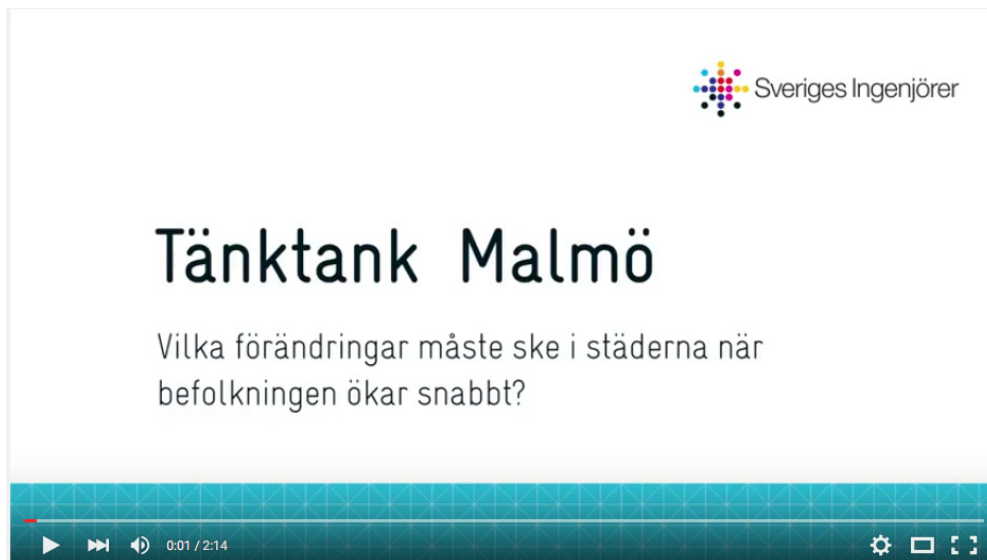 Sveriges Ingenjörer
Tänktank Malmö
Vilka förändringar måste ske i städerna när
befolkningen ökar snabbt?
0:01 / 2:14